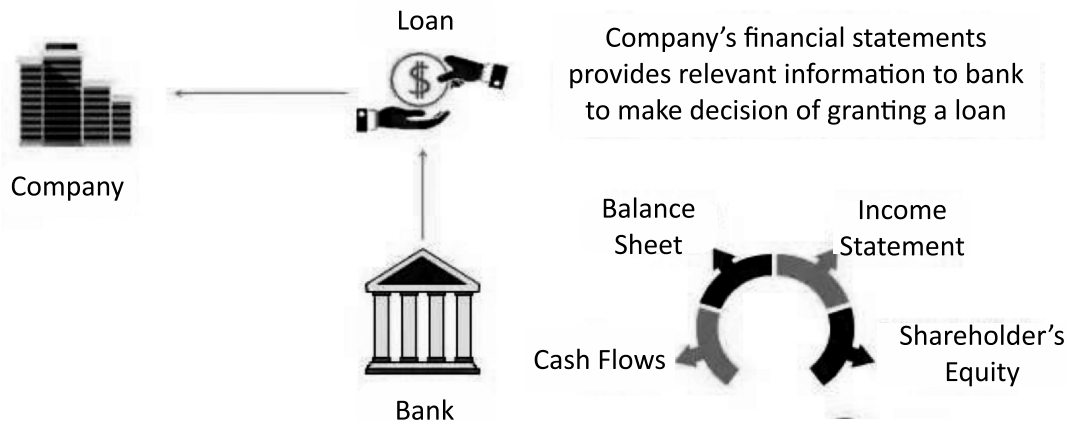 Loan
Company
Bank
Company’s financial statements
provides relevant information to bank
to make decision of granting a loan
Balance
Sheet
Income
Statement
Cash Flows
Shareholder’s
Equity